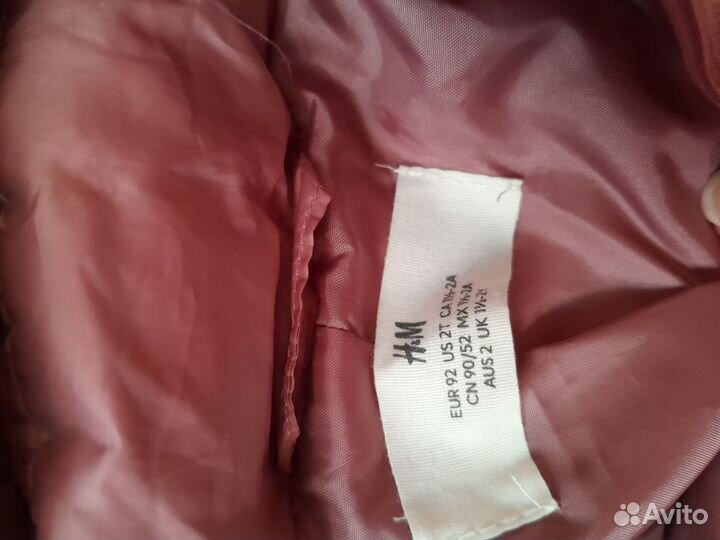 H&M
EUR 92 US 2T CA 1½-2A
CN 90/52 MX 1½-2A
AUS 2 UK 1½-2Y
Avito